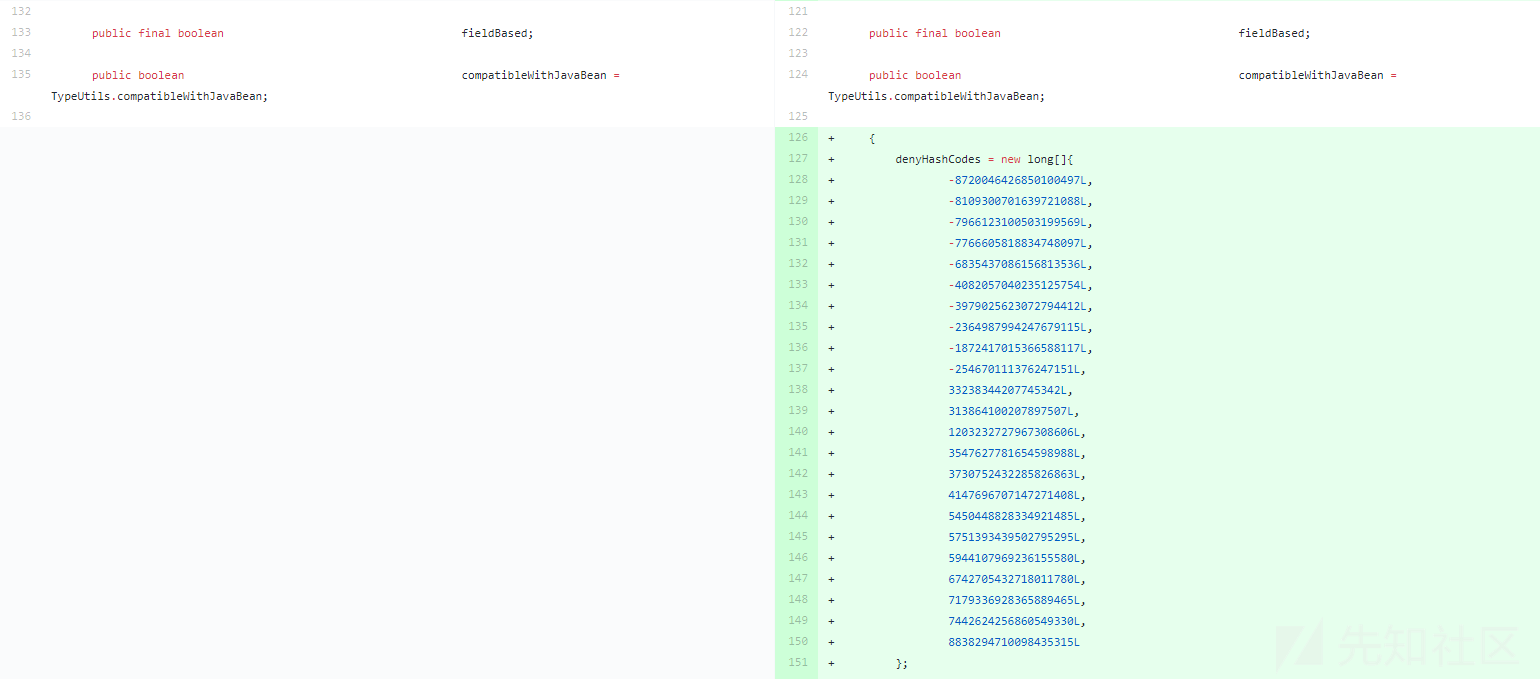 132
133 public final boolean fieldBased;
134
135 public boolean compatibleWithJavaBean =
TypeUtils.compatibleWithJavaBean;
136
121
122 public final boolean fieldBased;
123
124 public boolean compatibleWithJavaBean =
TypeUtils.compatibleWithJavaBean;
125
126 + {
127 + denyHashCodes = new long[]{
128 + -8720046426850100497L,
129 + -8109300701639721088L,
130 + -7966123100503199569L,
131 + -7766605818834748097L,
132 + -6835437086156813536L,
133 + -4082057040235125754L,
134 + -3979025623072794412L,
135 + -2364987994247679115L,
136 + -1872417015366588117L,
137 + -254670111376247151L,
138 + 33238344207745342L,
139 + 313864100207897507L,
140 + 1203232727967308606L,
141 + 3547627781654598988L,
142 + 3730752432285826863L,
143 + 4147696707147271408L,
144 + 5450448828334921485L,
145 + 5751393439502795295L,
146 + 5944107969236155580L,
147 + 6742705432718011780L,
148 + 7179336928365889465L,
149 + 7442624256860549330L,
150 + 8838294710098435315L
151 + };
先知社区